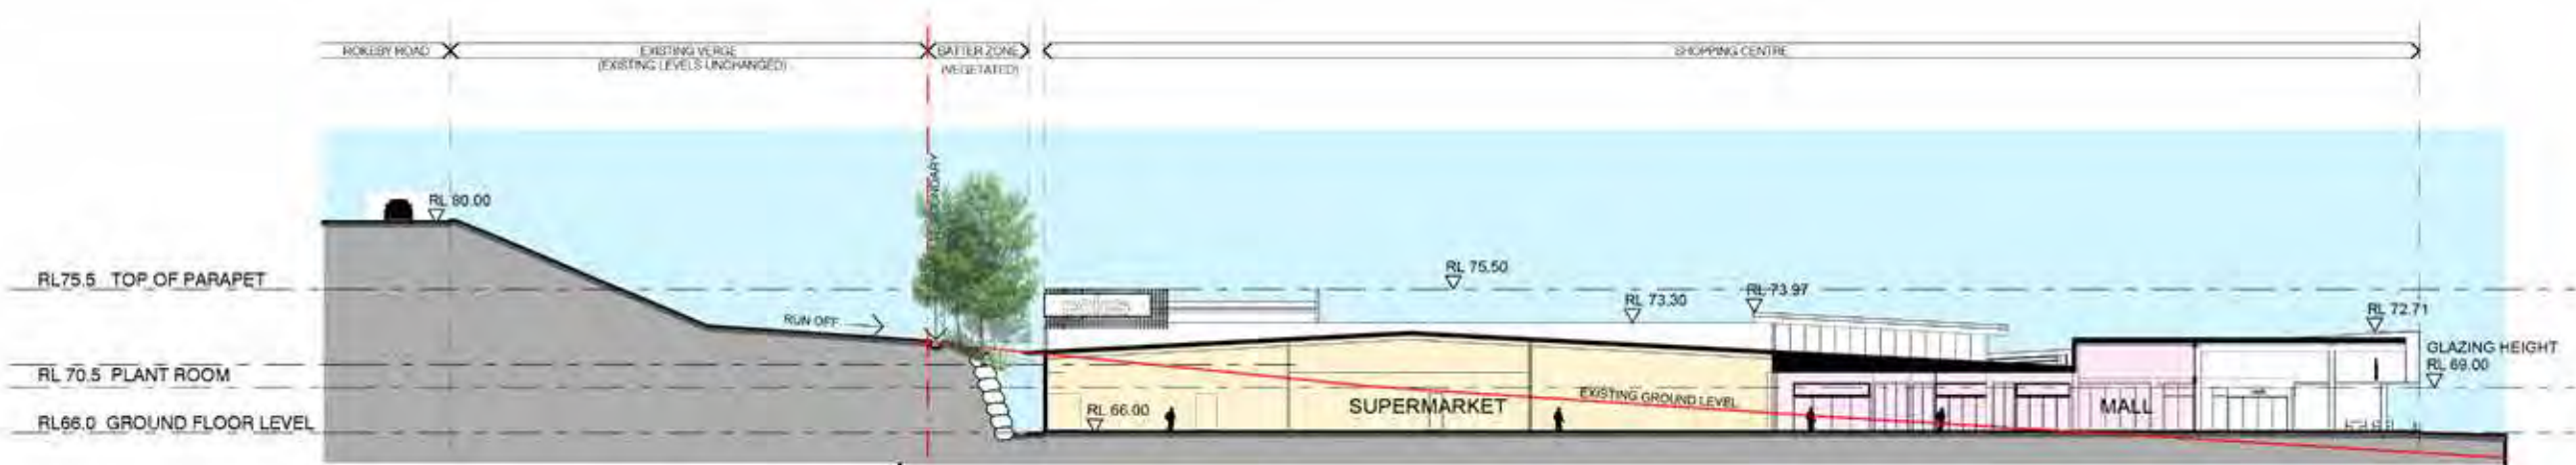 ROKEBY ROAD
EXISTING VERGE
(EXISTING LEVELS UNCHANGED)
BATTER ZONE
(VEGETATED)
SHOPPING CENTRE
BOUNDARY
RL 80.00
RL75.5 TOP OF PARAPET
RL 75.50
RL 73.30
RL 73.97
RL 72.71
RUN OFF
GLAZING HEIGHT
RL 69.00
RL 70.5 PLANT ROOM
EXISTING GROUND LEVEL
SUPERMARKET
MALL
RL 66.00
RL66.0 GROUND FLOOR LEVEL